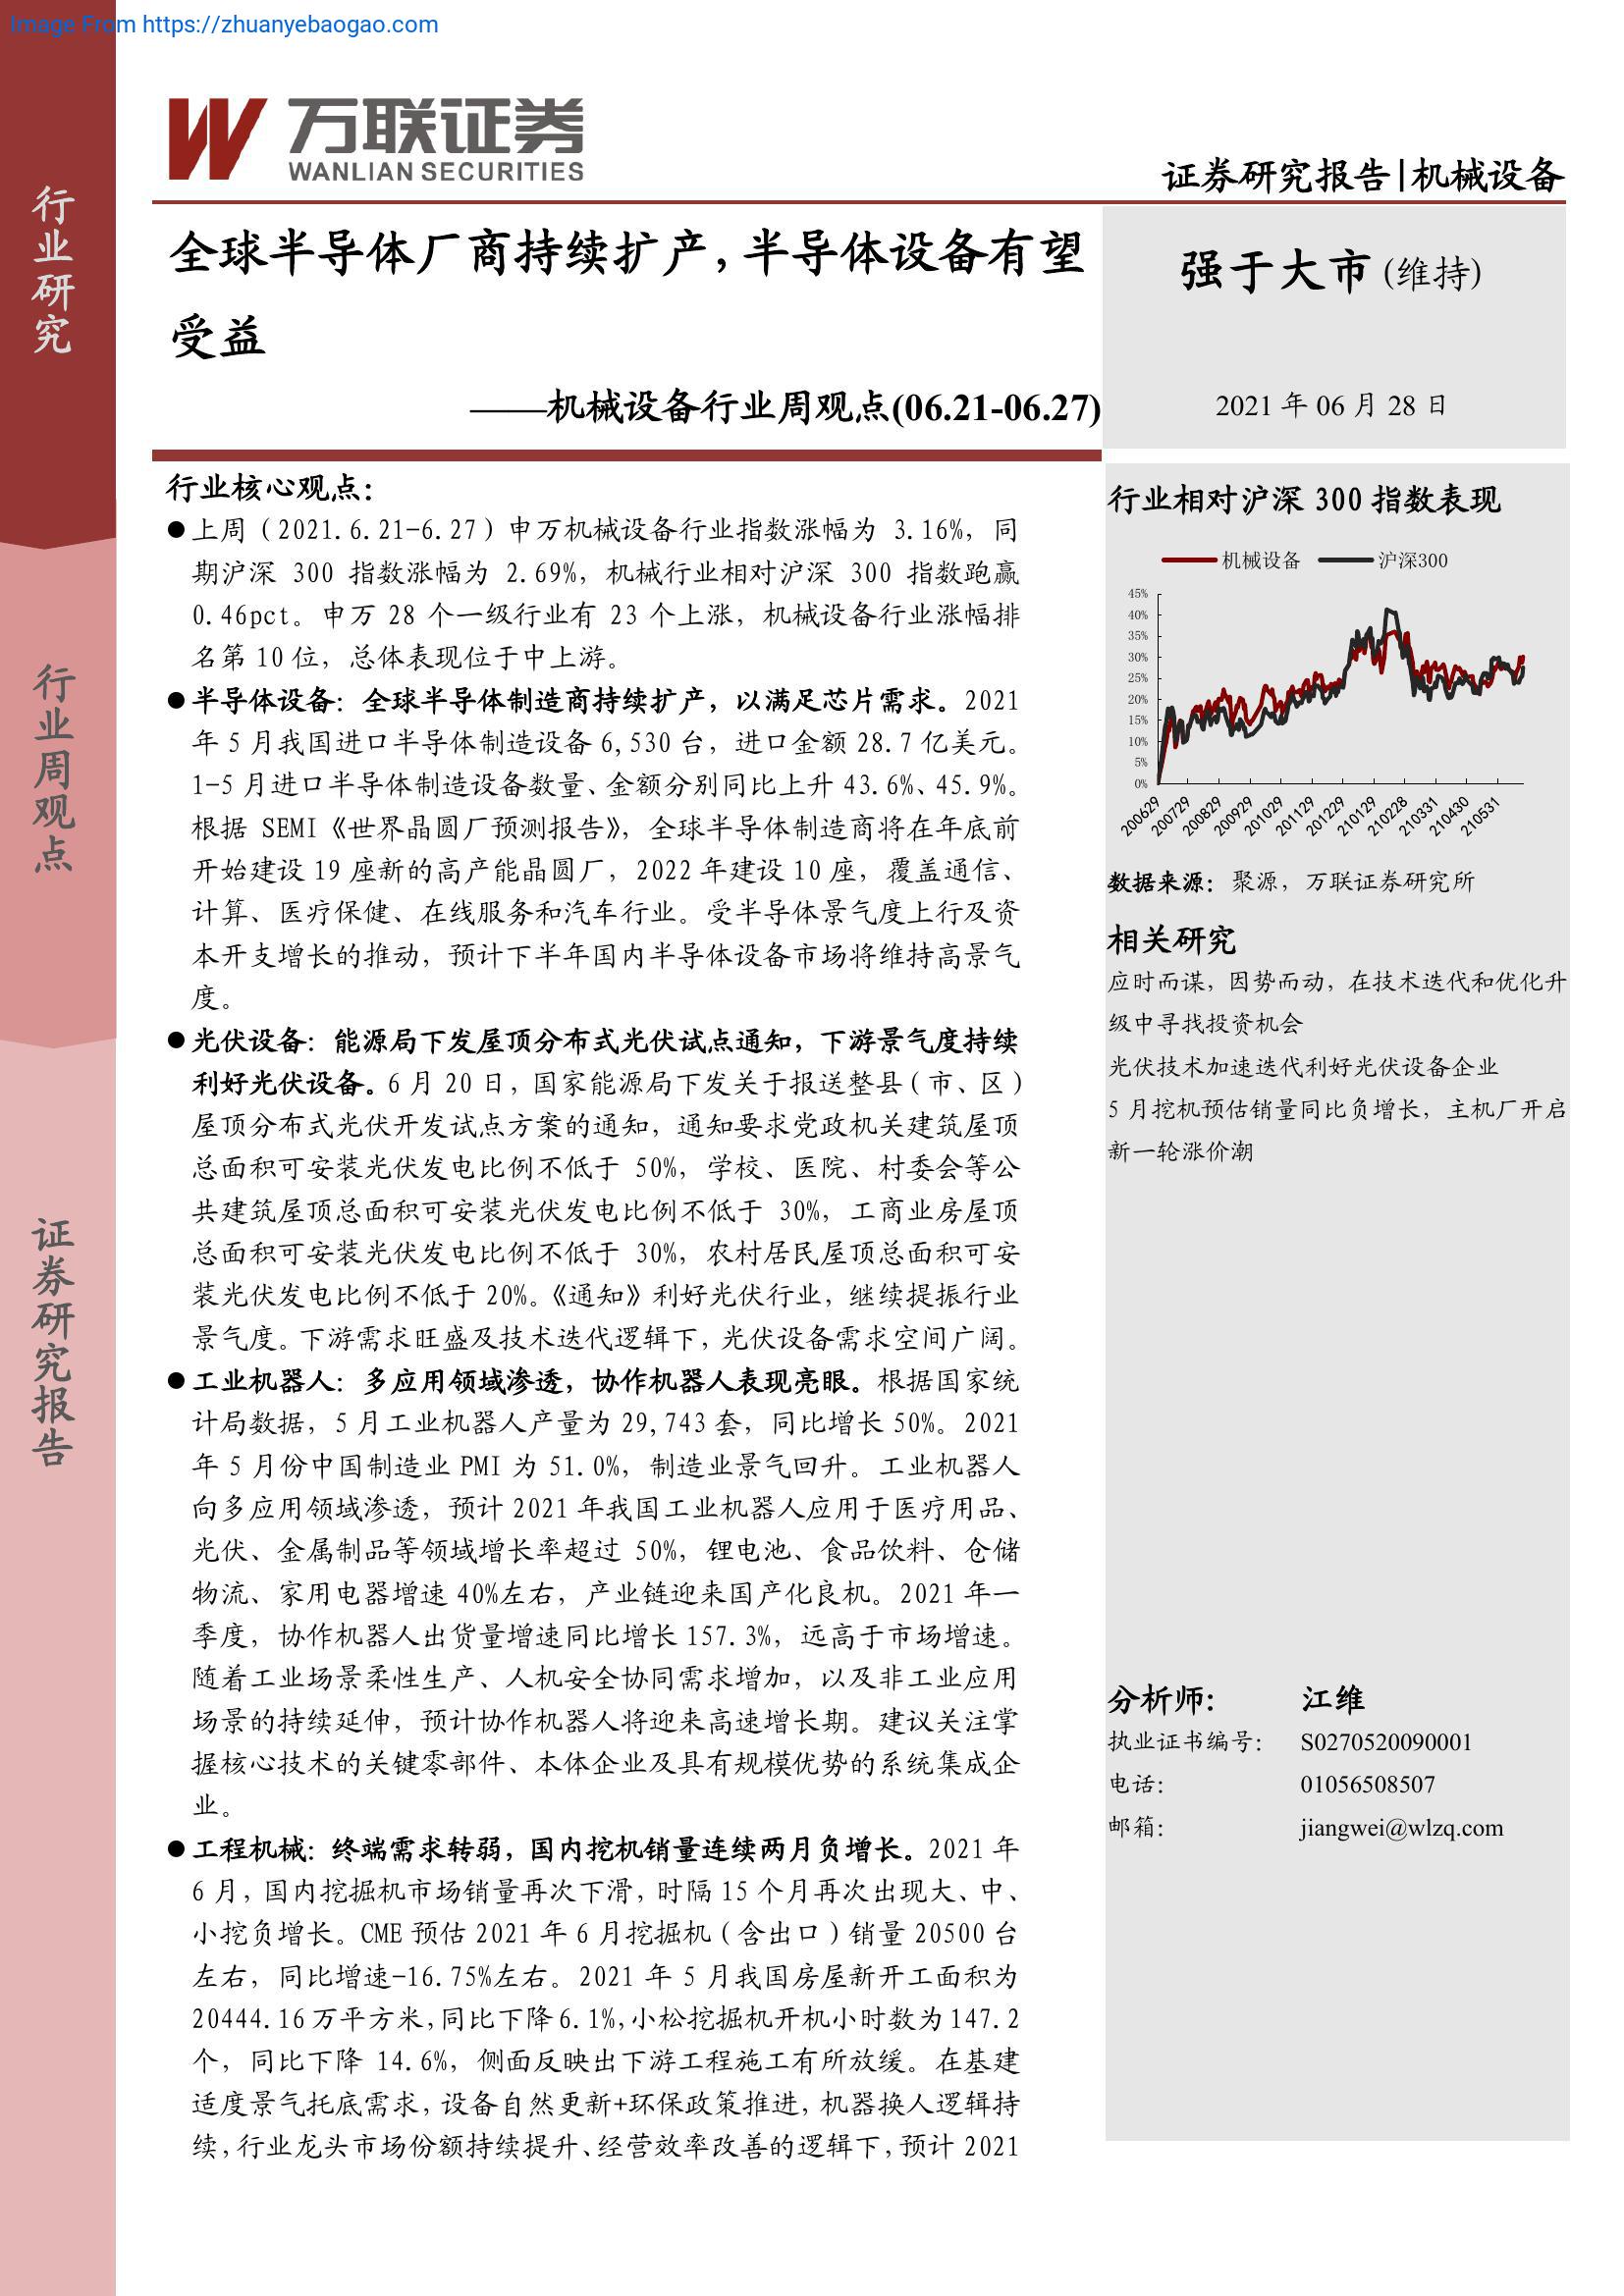 Image From https://zhuanyebaogao.com
万联证券
WANLIAN SECURITIES
证券研究报告|机械设备
行业研究
行业周观点
证券研究报告
全球半导体厂商持续扩产，半导体设备有望
受益
——机械设备行业周观点(06.21-06.27)
强于大市(维持)
2021 年 06 月 28 日
行业核心观点：
●上周（2021.6.21-6.27）申万机械设备行业指数涨幅为 3.16%，同
期沪深 300 指数涨幅为 2.69%，机械行业相对沪深 300 指数跑赢
0.46pct。申万 28 个一级行业有 23 个上涨，机械设备行业涨幅排
名第 10 位，总体表现位于中上游。
●半导体设备：全球半导体制造商持续扩产，以满足芯片需求。2021
年 5 月我国进口半导体制造设备 6,530 台，进口金额 28.7 亿美元。
1-5 月进口半导体制造设备数量、金额分别同比上升 43.6%、45.9%。
根据 SEMI《世界晶圆厂预测报告》，全球半导体制造商将在年底前
开始建设 19 座新的高产能晶圆厂，2022 年建设 10 座，覆盖通信、
计算、医疗保健、在线服务和汽车行业。受半导体景气度上行及资
本开支增长的推动，预计下半年国内半导体设备市场将维持高景气
度。
●光伏设备：能源局下发屋顶分布式光伏试点通知，下游景气度持续
利好光伏设备。6 月 20 日，国家能源局下发关于报送整县（市、区）
屋顶分布式光伏开发试点方案的通知，通知要求党政机关建筑屋顶
总面积可安装光伏发电比例不低于 50%，学校、医院、村委会等公
共建筑屋顶总面积可安装光伏发电比例不低于 30%，工商业房屋顶
总面积可安装光伏发电比例不低于 30%，农村居民屋顶总面积可安
装光伏发电比例不低于 20%。《通知》利好光伏行业，继续提振行业
景气度。下游需求旺盛及技术迭代逻辑下，光伏设备需求空间广阔。
●工业机器人：多应用领域渗透，协作机器人表现亮眼。根据国家统
计局数据，5 月工业机器人产量为 29,743 套，同比增长 50%。2021
年 5 月份中国制造业 PMI 为 51.0%，制造业景气回升。工业机器人
向多应用领域渗透，预计 2021 年我国工业机器人应用于医疗用品、
光伏、金属制品等领域增长率超过 50%，锂电池、食品饮料、仓储
物流、家用电器增速 40%左右，产业链迎来国产化良机。2021 年一
季度，协作机器人出货量增速同比增长 157.3%，远高于市场增速。
随着工业场景柔性生产、人机安全协同需求增加，以及非工业应用
场景的持续延伸，预计协作机器人将迎来高速增长期。建议关注掌
握核心技术的关键零部件、本体企业及具有规模优势的系统集成企
业。
●工程机械：终端需求转弱，国内挖机销量连续两月负增长。2021 年
6 月，国内挖掘机市场销量再次下滑，时隔 15 个月再次出现大、中、
小挖负增长。CME 预估 2021 年 6 月挖掘机（含出口）销量 20500 台
左右，同比增速-16.75%左右。2021 年 5 月我国房屋新开工面积为
20444.16 万平方米，同比下降 6.1%，小松挖掘机开机小时数为 147.2
个，同比下降 14.6%，侧面反映出下游工程施工有所放缓。在基建
适度景气托底需求，设备自然更新+环保政策推进，机器换人逻辑持
续，行业龙头市场份额持续提升、经营效率改善的逻辑下，预计 2021
行业相对沪深 300 指数表现
机械设备 沪深300
45%
40%
35%
30%
25%
20%
15%
10%
5%
0%
200629 200729 200829 200929 201029 201129 201229 210129 210228 210331 210430 210531
数据来源：聚源，万联证券研究所
相关研究
应时而谋，因势而动，在技术迭代和优化升
级中寻找投资机会
光伏技术加速迭代利好光伏设备企业
5 月挖机预估销量同比负增长，主机厂开启
新一轮涨价潮
分析师： 江维
执业证书编号： S0270520090001
电话： 01056508507
邮箱： jiangwei@wlzq.com